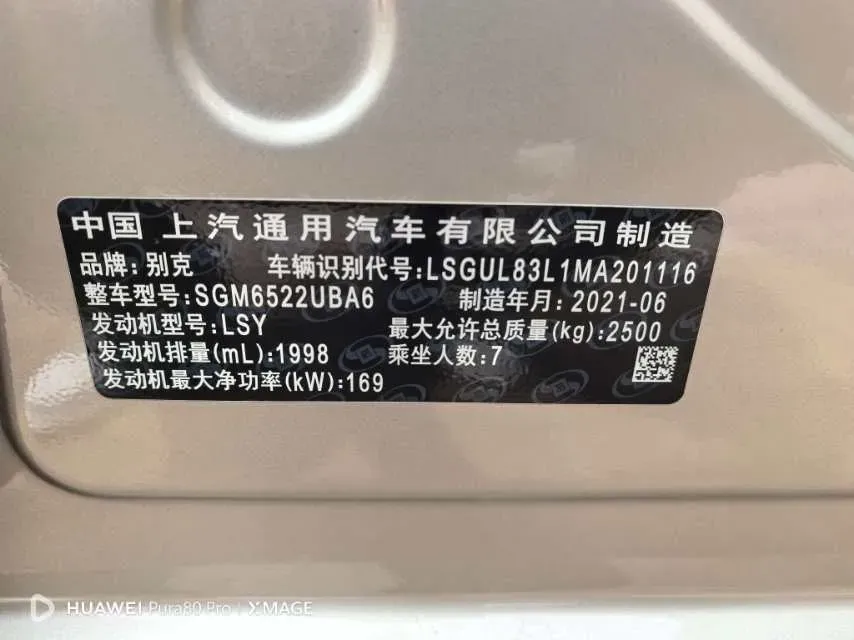 中国 上汽通用汽车有限公司制造
品牌:别克 车辆识别代号:LSGUL83L1MA201116
整车型号:SGM6522UBA6 制造年月:2021-06
发动机型号:LSY 最大允许总质量(kg):2500
发动机排量(mL):1998 乘坐人数:7
发动机最大净功率(kW):169
HUAWEI Pura80 Pro / XMAGE